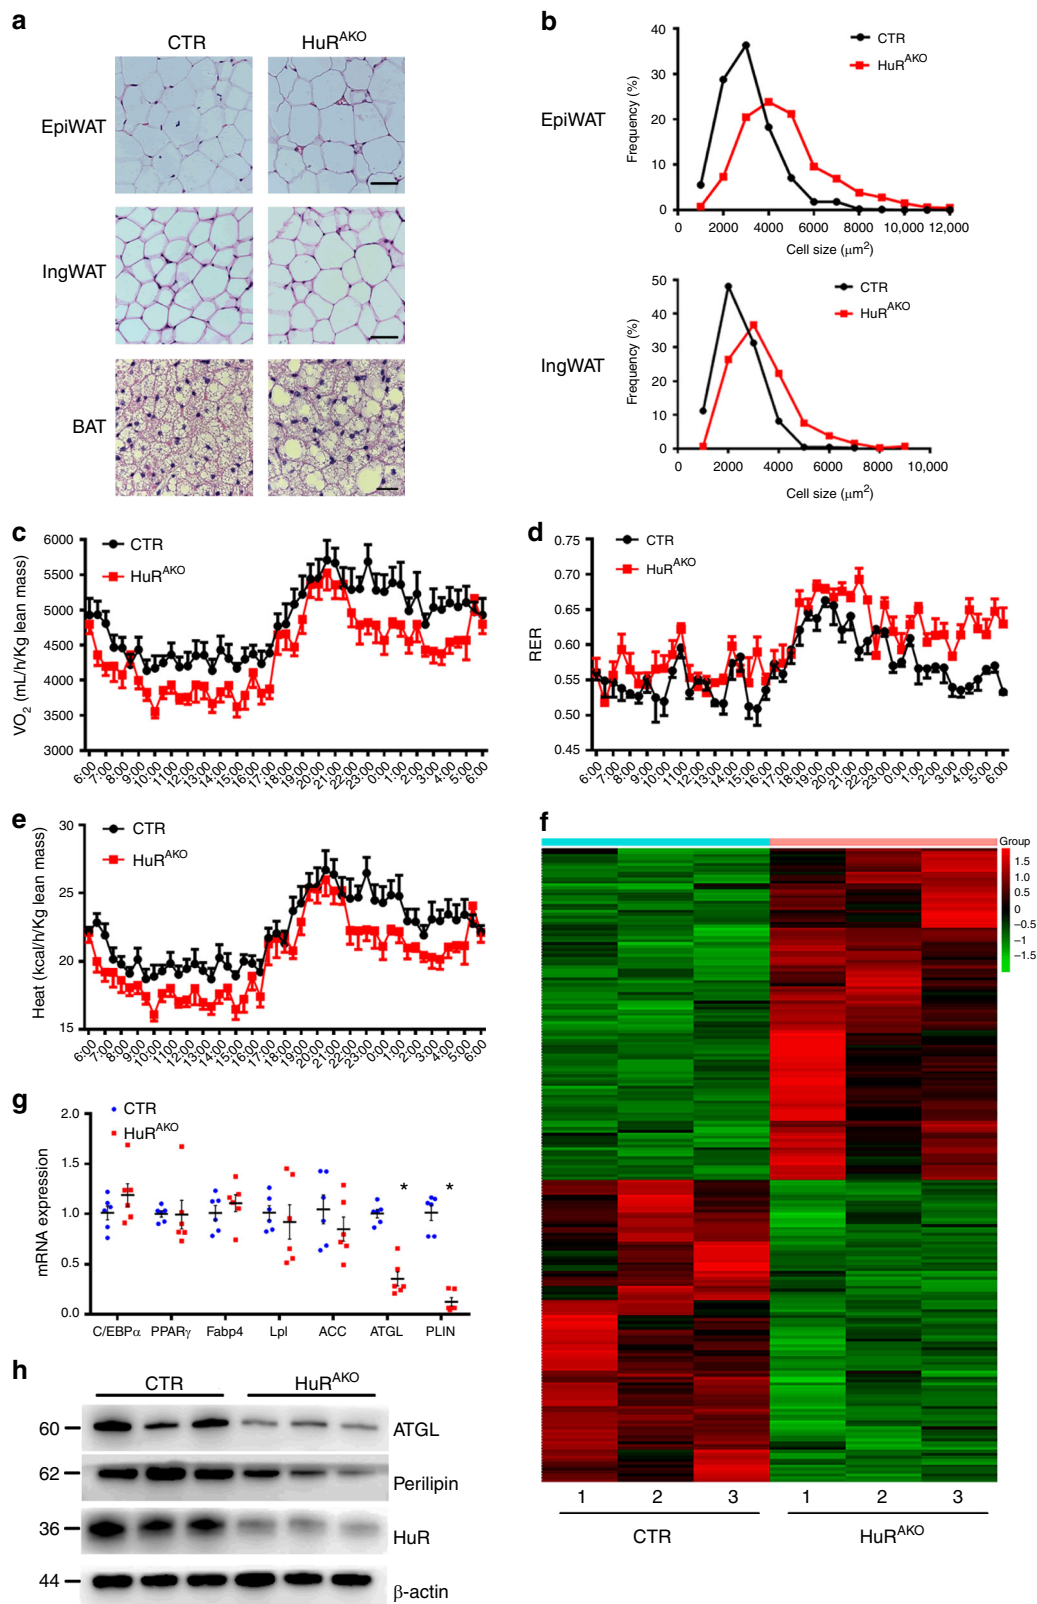 a
CTR HuR^AKO
EpiWAT
IngWAT
BAT
b
EpiWAT
Frequency (%)
40
30
20
10
0
0 2000 4000 6000 8000 10,000 12,000
Cell size (μm²)
CTR
HuR^AKO
IngWAT
Frequency (%)
50
40
30
20
10
0
0 2000 4000 6000 8000 10,000
Cell size (μm²)
CTR
HuR^AKO
c
VO₂ (mL/h/Kg lean mass)
6000
5500
5000
4500
4000
3500
3000
CTR
HuR^AKO
6:00 7:00 8:00 9:00 10:00 11:00 12:00 13:00 14:00 15:00 16:00 17:00 18:00 19:00 20:00 21:00 22:00 23:00 0:00 1:00 2:00 3:00 4:00 5:00 6:00
d
RER
0.75
0.70
0.65
0.60
0.55
0.50
0.45
CTR
HuR^AKO
6:00 7:00 8:00 9:00 10:00 11:00 12:00 13:00 14:00 15:00 16:00 17:00 18:00 19:00 20:00 21:00 22:00 23:00 0:00 1:00 2:00 3:00 4:00 5:00 6:00
e
Heat (kcal/h/Kg lean mass)
30
25
20
15
CTR
HuR^AKO
6:00 7:00 8:00 9:00 10:00 11:00 12:00 13:00 14:00 15:00 16:00 17:00 18:00 19:00 20:00 21:00 22:00 23:00 0:00 1:00 2:00 3:00 4:00 5:00 6:00
f
Group
1.5
1.0
0.5
0
−0.5
−1
−1.5
1 2 3 1 2 3
CTR HuR^AKO
g
mRNA expression
2.0
1.5
1.0
0.5
0.0
CTR
HuR^AKO
* *
C/EBPα PPARγ Fabp4 Lpl ACC ATGL PLIN
h
CTR HuR^AKO
60 ATGL
62 Perilipin
36 HuR
44 β-actin